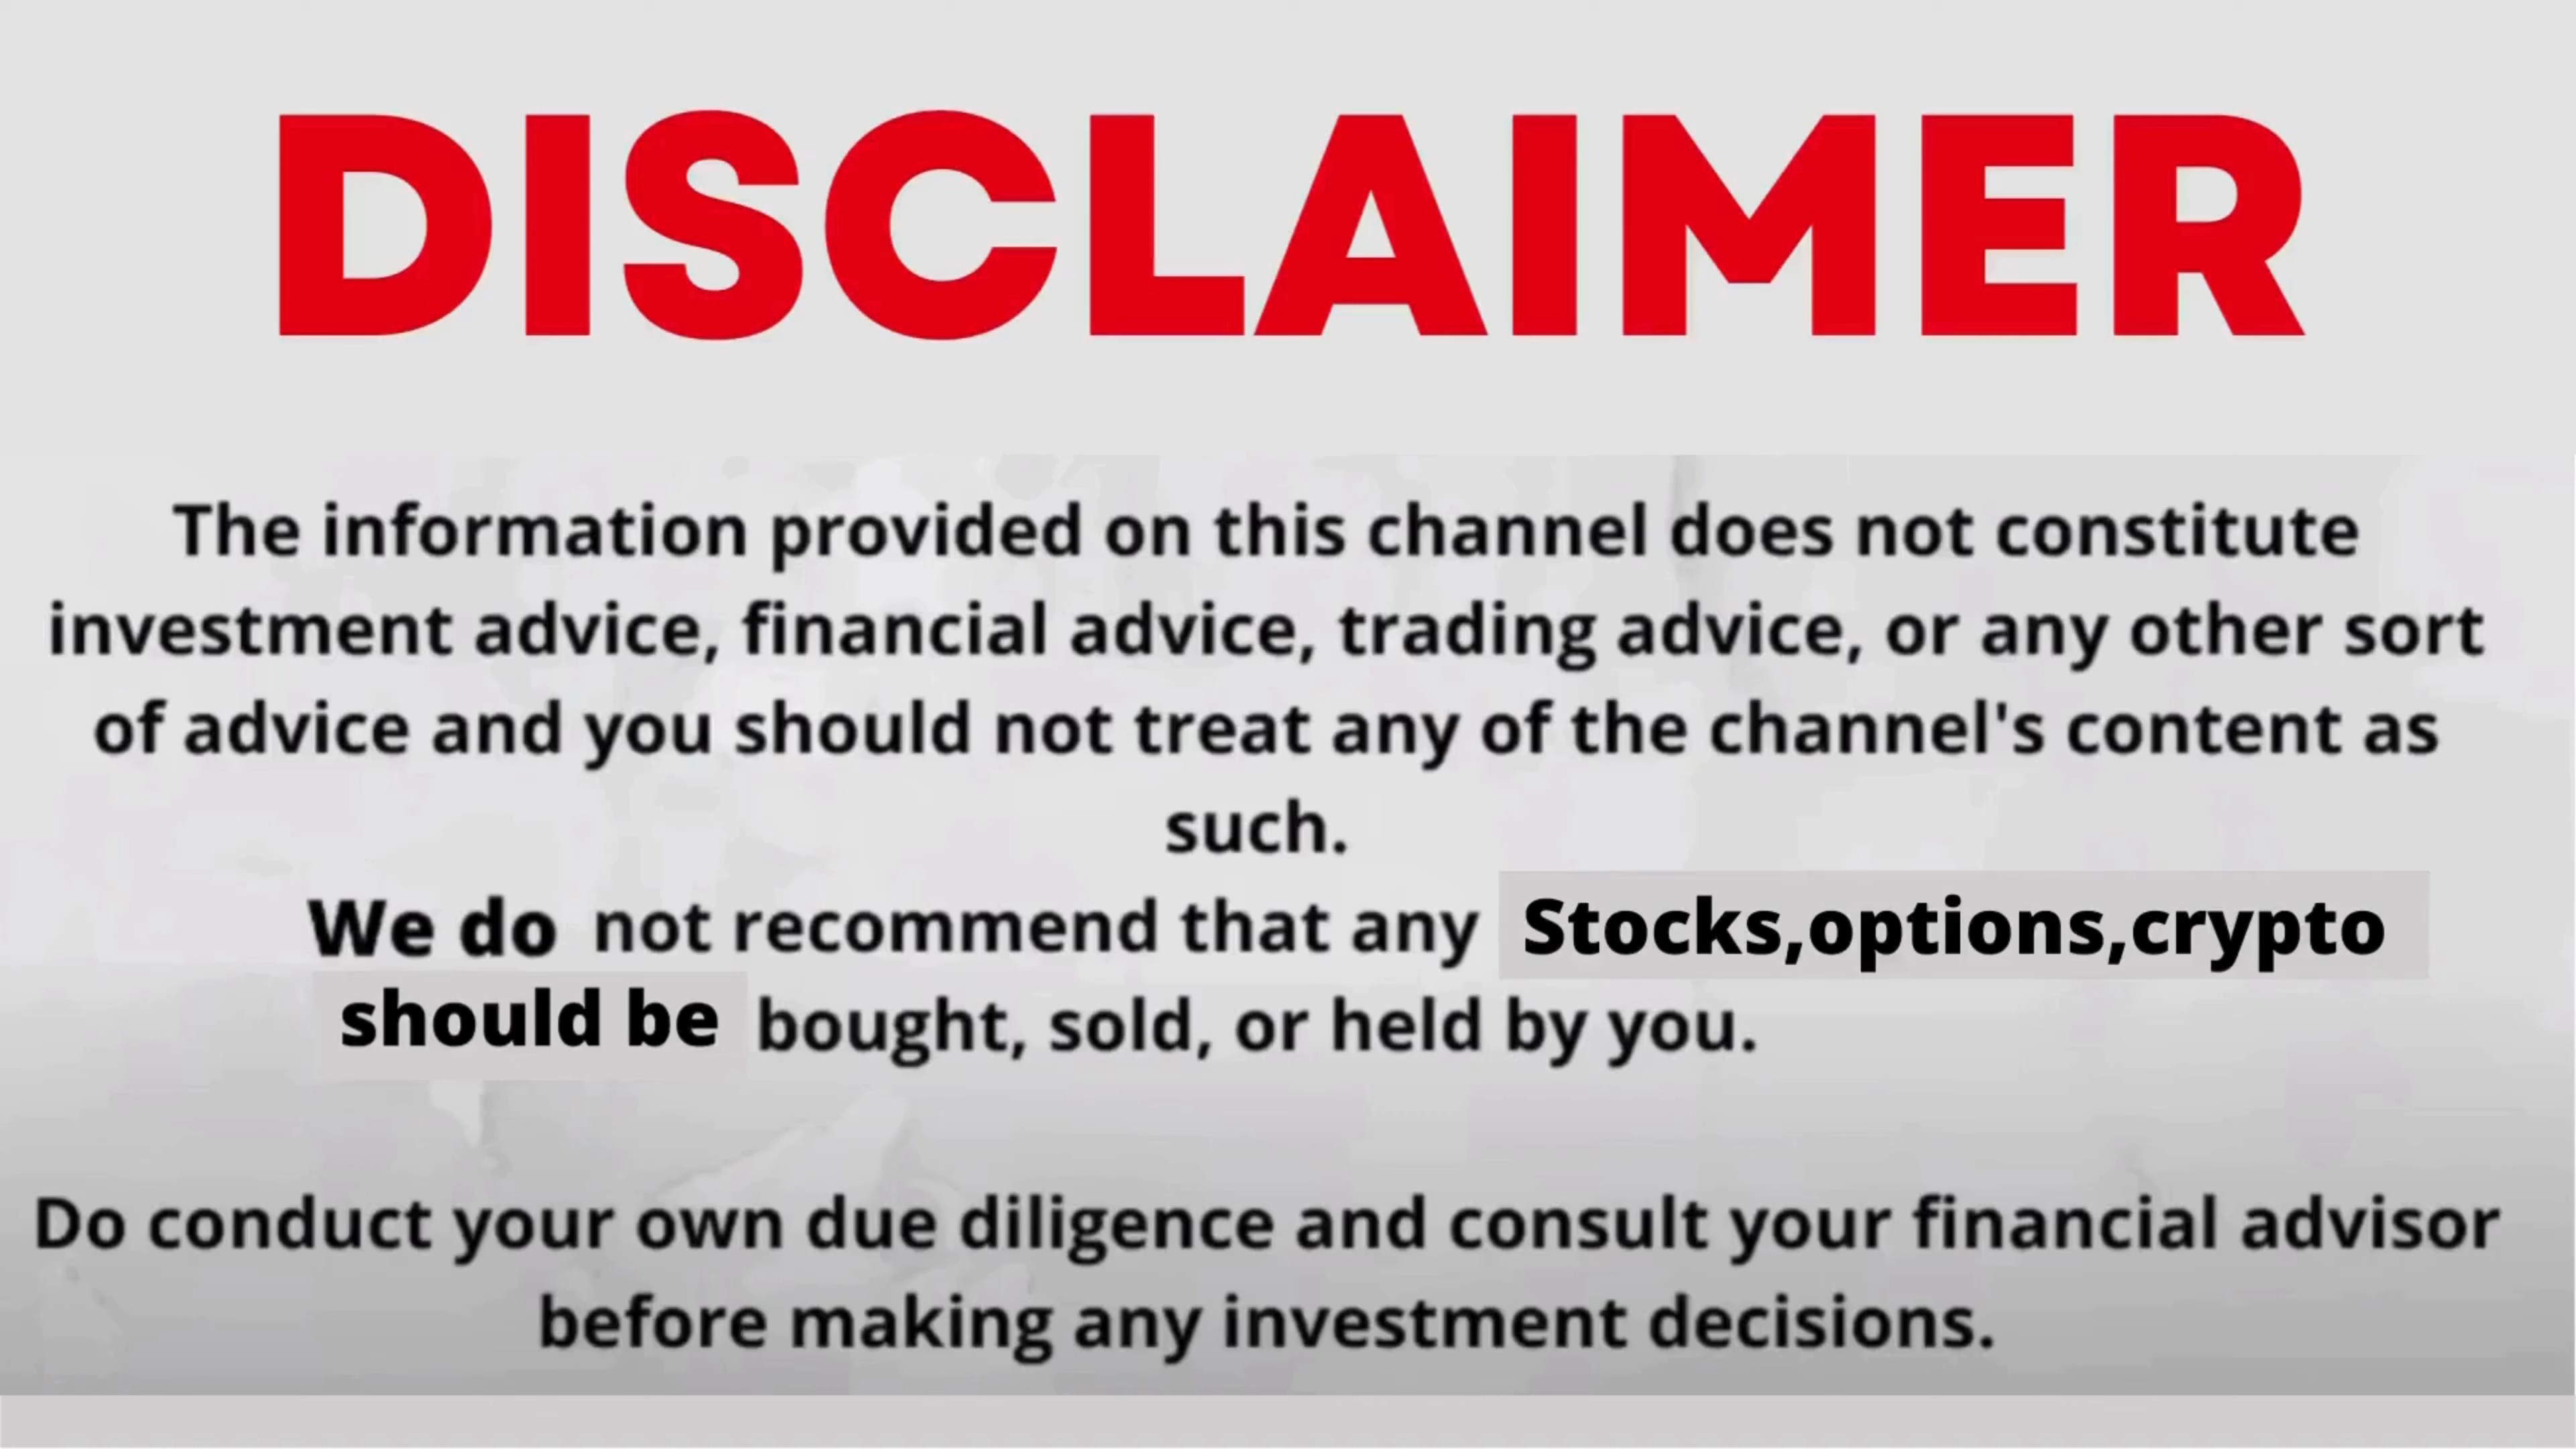 DISCLAIMER
The information provided on this channel does not constitute
investment advice, financial advice, trading advice, or any other sort
of advice and you should not treat any of the channel's content as
such.
We do not recommend that any Stocks,options,crypto
should be bought, sold, or held by you.
Do conduct your own due diligence and consult your financial advisor
before making any investment decisions.